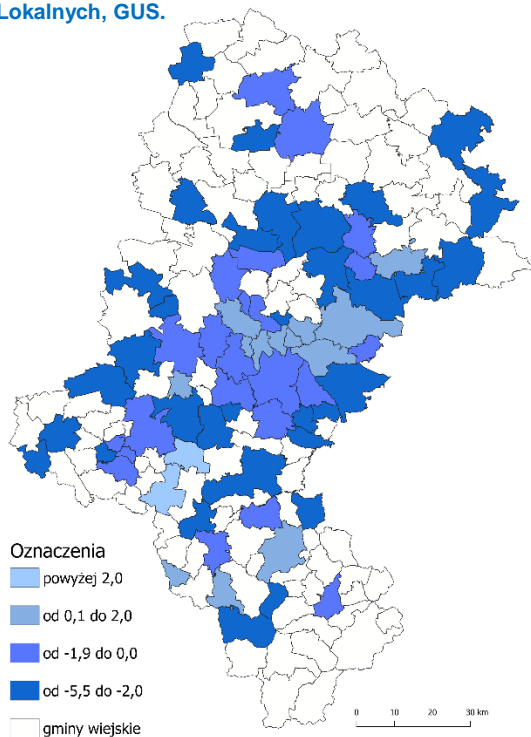 Lokalnych, GUS.
Oznaczenia
powyżej 2,0
od 0,1 do 2,0
od -1,9 do 0,0
od -5,5 do -2,0
gminy wiejskie
0 10 20 30 km